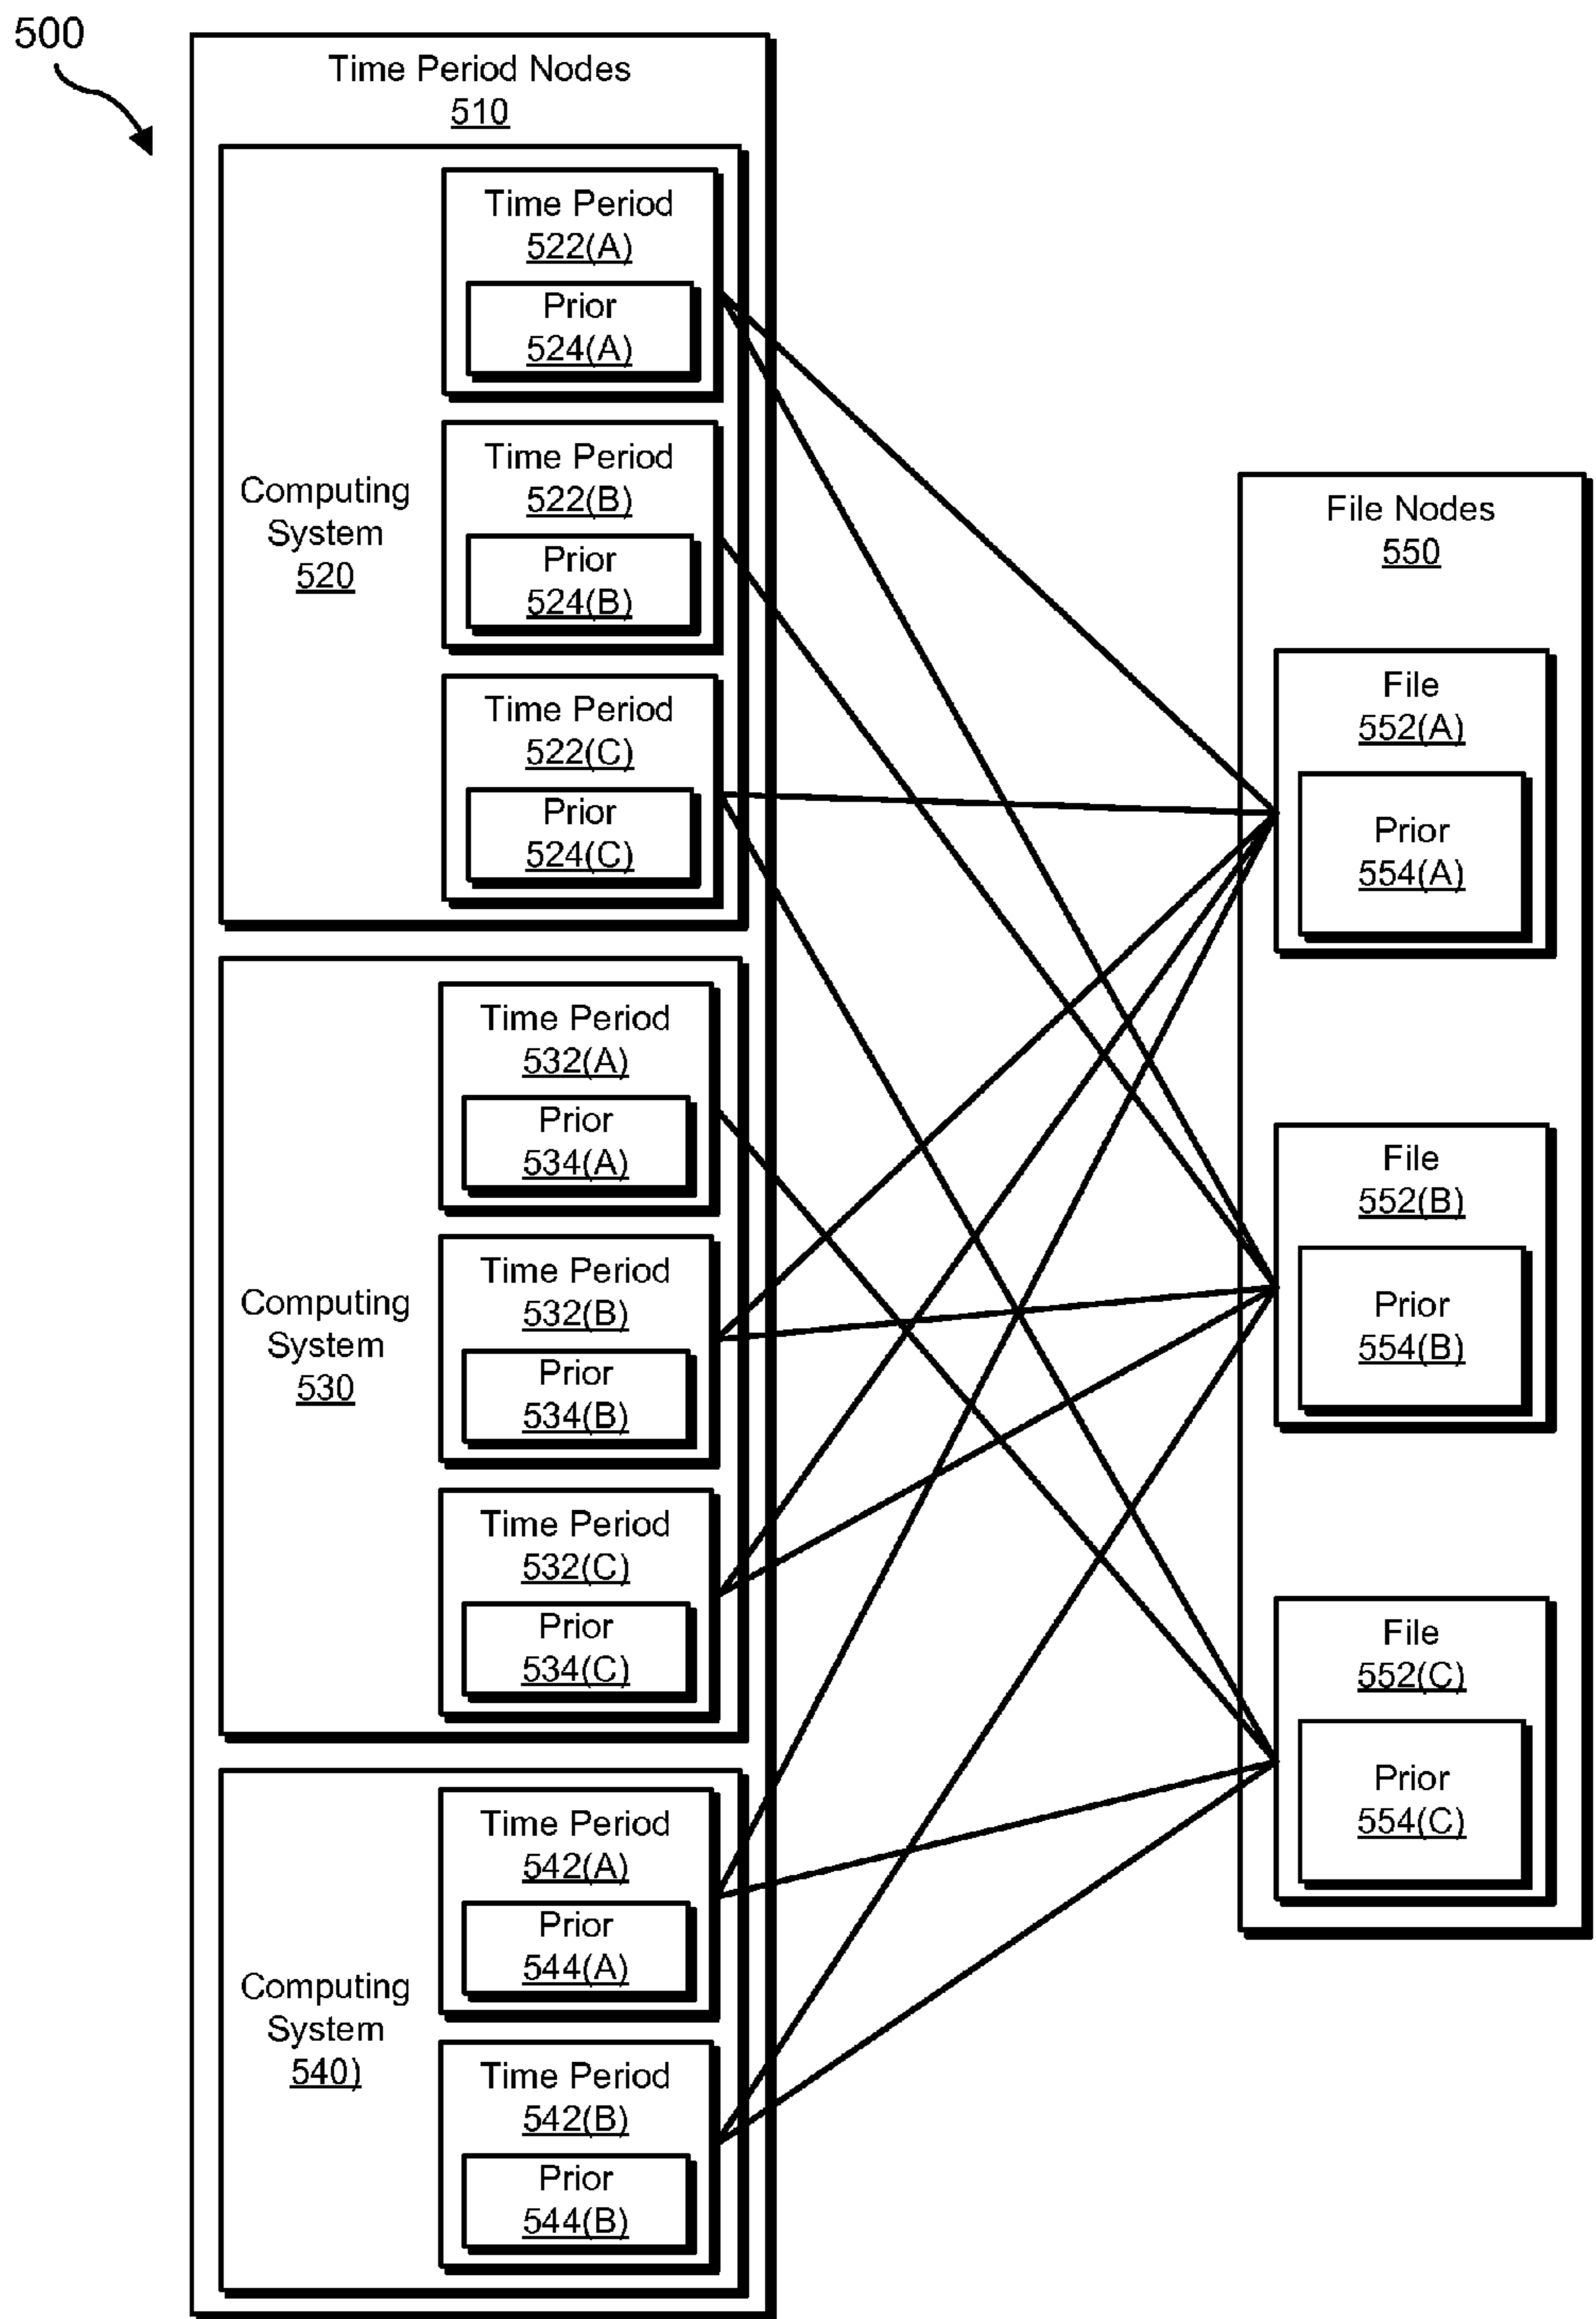 500
Time Period Nodes
510
Time Period
522(A)
Prior
524(A)
Time Period
522(B)
Prior
524(B)
Time Period
522(C)
Prior
524(C)
Computing
System
520
Time Period
532(A)
Prior
534(A)
Time Period
532(B)
Prior
534(B)
Time Period
532(C)
Prior
534(C)
Computing
System
530
Time Period
542(A)
Prior
544(A)
Time Period
542(B)
Prior
544(B)
Computing
System
540)
File Nodes
550
File
552(A)
Prior
554(A)
File
552(B)
Prior
554(B)
File
552(C)
Prior
554(C)